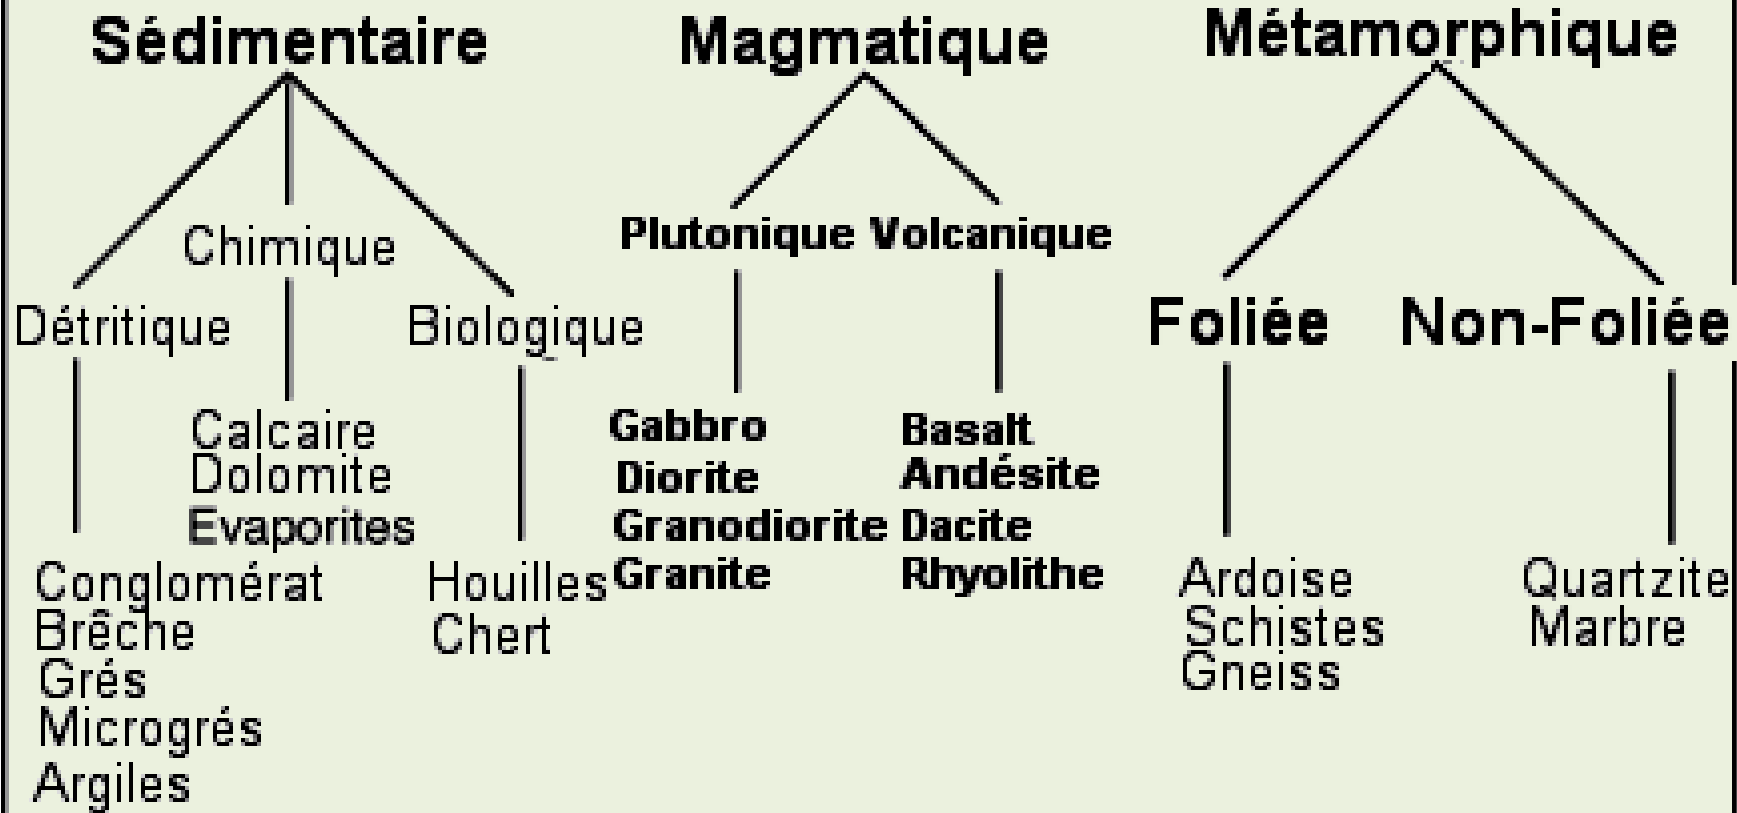 Sédimentaire
Magmatique
Métamorphique
Chimique
Détritique
Biologique
Calcaire
Dolomite
Evaporites
Conglomérat
Brêche
Grés
Microgrés
Argiles
Houilles
Chert
Plutonique
Volcanique
Gabbro
Diorite
Granodiorite
Granite
Basalt
Andésite
Dacite
Rhyolithe
Foliée
Non-Foliée
Ardoise
Schistes
Gneiss
Quartzite
Marbre